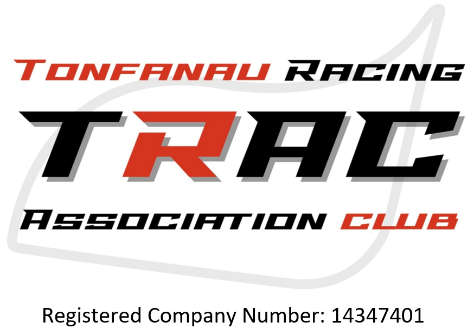 TONFANAU RACING
TRAC
ASSOCIATION CLUB
Registered Company Number: 14347401